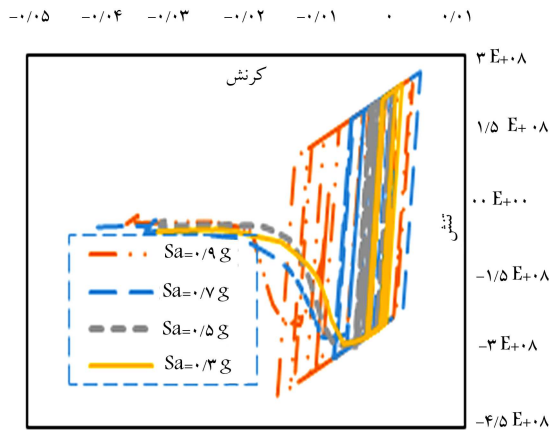 -۰/۰۵ -۰/۰۴ -۰/۰۳ -۰/۰۲ -۰/۰۱ ۰ ۰/۰۱
کرنش
۳ E+۰۸
۱/۵ E+ ۰۸
۰۰ E+۰۰
تنش
-۱/۵ E+۰۸
-۳ E+۰۸
-۴/۵ E+۰۸
Sa=۰/۹ g
Sa=۰/۷ g
Sa=۰/۵ g
Sa=۰/۳ g